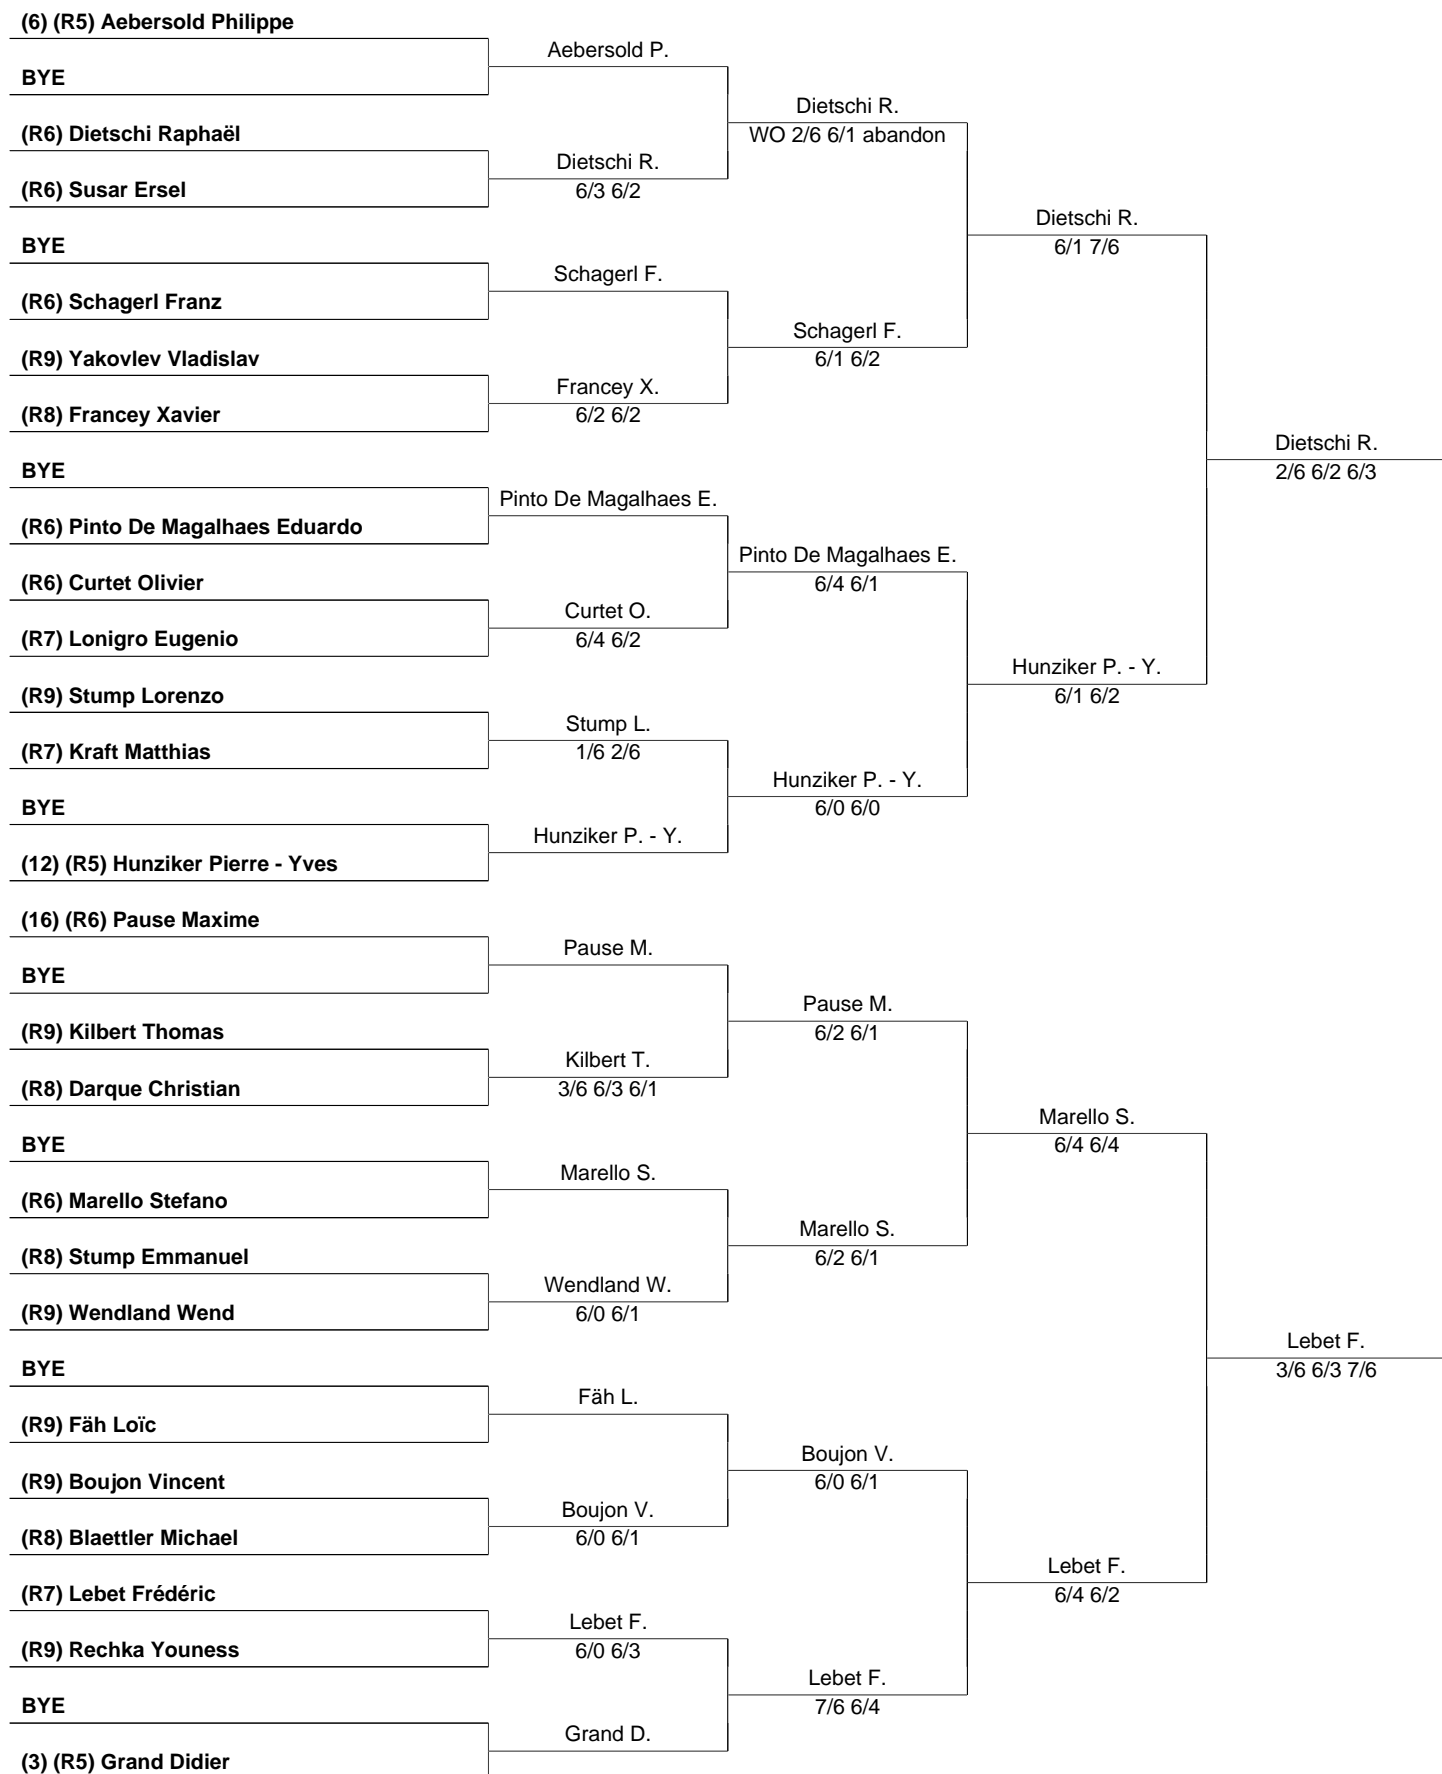 (6) (R5) Aebersold Philippe
Aebersold P.
BYE
Dietschi R.
(R6) Dietschi Raphaël
WO 2/6 6/1 abandon
Dietschi R.
(R6) Susar Ersel
6/3 6/2
Dietschi R.
BYE
6/1 7/6
Schagerl F.
(R6) Schagerl Franz
Schagerl F.
(R9) Yakovlev Vladislav
6/1 6/2
Francey X.
(R8) Francey Xavier
6/2 6/2
Dietschi R.
BYE
2/6 6/2 6/3
Pinto De Magalhaes E.
(R6) Pinto De Magalhaes Eduardo
Pinto De Magalhaes E.
(R6) Curtet Olivier
6/4 6/1
Curtet O.
(R7) Lonigro Eugenio
6/4 6/2
Hunziker P. - Y.
(R9) Stump Lorenzo
6/1 6/2
Stump L.
(R7) Kraft Matthias
1/6 2/6
Hunziker P. - Y.
BYE
6/0 6/0
Hunziker P. - Y.
(12) (R5) Hunziker Pierre - Yves
(16) (R6) Pause Maxime
Pause M.
BYE
Pause M.
(R9) Kilbert Thomas
6/2 6/1
Kilbert T.
(R8) Darque Christian
3/6 6/3 6/1
Marello S.
BYE
6/4 6/4
Marello S.
(R6) Marello Stefano
Marello S.
(R8) Stump Emmanuel
6/2 6/1
Wendland W.
(R9) Wendland Wend
6/0 6/1
Lebet F.
BYE
3/6 6/3 7/6
Fäh L.
(R9) Fäh Loïc
Boujon V.
(R9) Boujon Vincent
6/0 6/1
Boujon V.
(R8) Blaettler Michael
6/0 6/1
Lebet F.
(R7) Lebet Frédéric
6/4 6/2
Lebet F.
(R9) Rechka Youness
6/0 6/3
Lebet F.
BYE
7/6 6/4
Grand D.
(3) (R5) Grand Didier